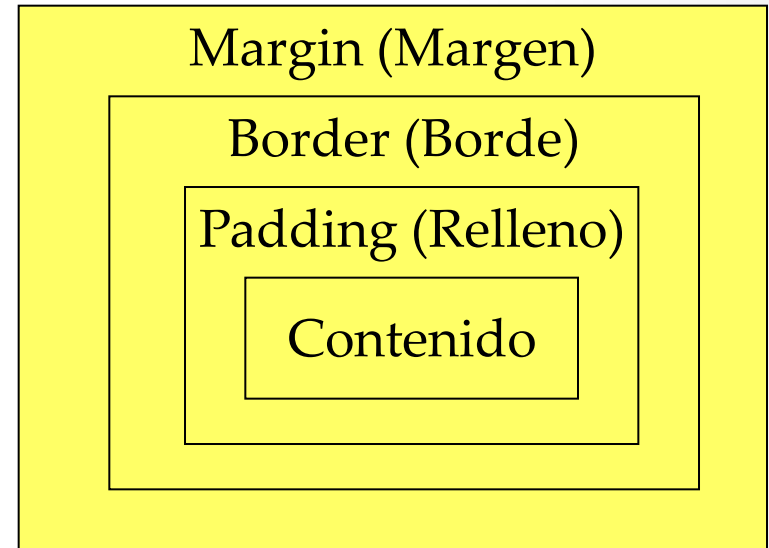 Margin (Margen)
Border (Borde)
Padding (Relleno)
Contenido